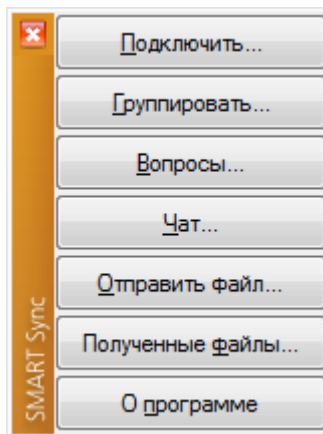 Подключить...
Группировать...
Вопросы...
Чат...
Отправить файл...
Полученные файлы...
О программе
SMART Sync